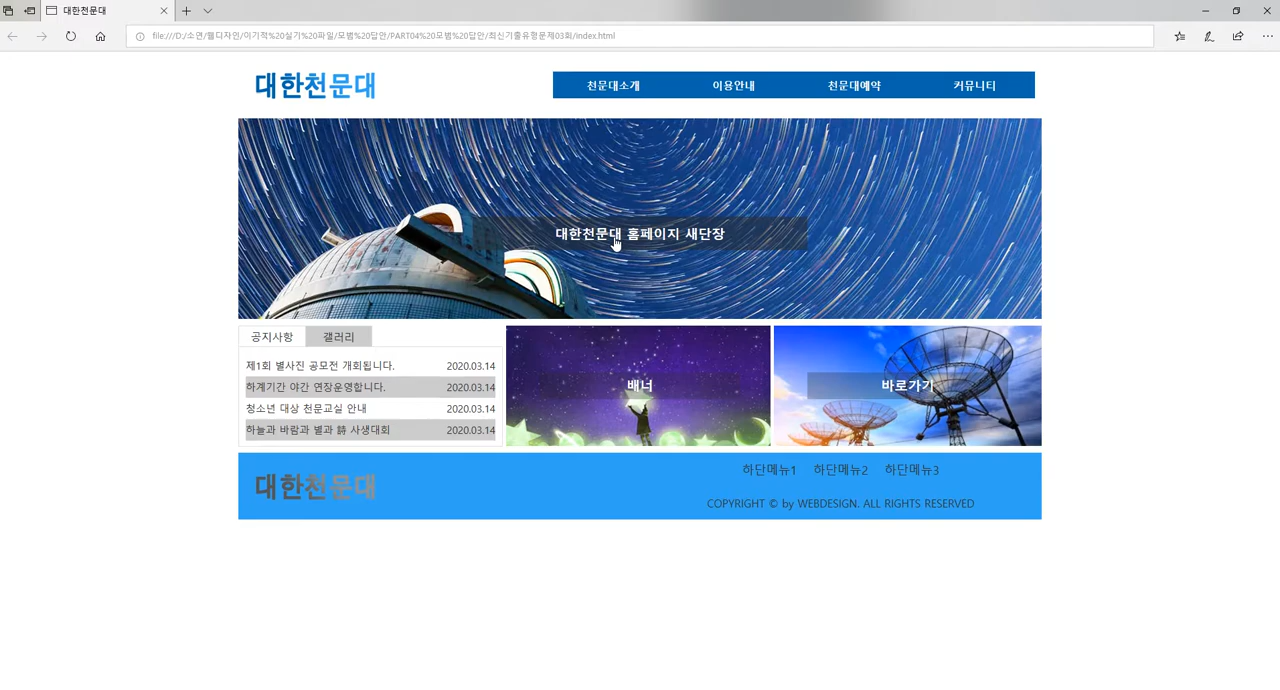 대한천문대
file:///D:/소연/웹디자인/이기적%20실기%20파일/모범%20답안/PART04%20모범%20답안/최신기출유형문제03회/index.html
대한천문대
천문대소개 이용안내 천문대예약 커뮤니티
대한천문대 홈페이지 새단장
공지사항 갤러리
제1회 별사진 공모전 개최됩니다. 2020.03.14
하계기간 야간 연장운영합니다. 2020.03.14
청소년 대상 천문교실 안내 2020.03.14
하늘과 바람과 별과 詩 사생대회 2020.03.14
배너
바로가기
대한천문대
하단메뉴1 하단메뉴2 하단메뉴3
COPYRIGHT © by WEBDESIGN. ALL RIGHTS RESERVED